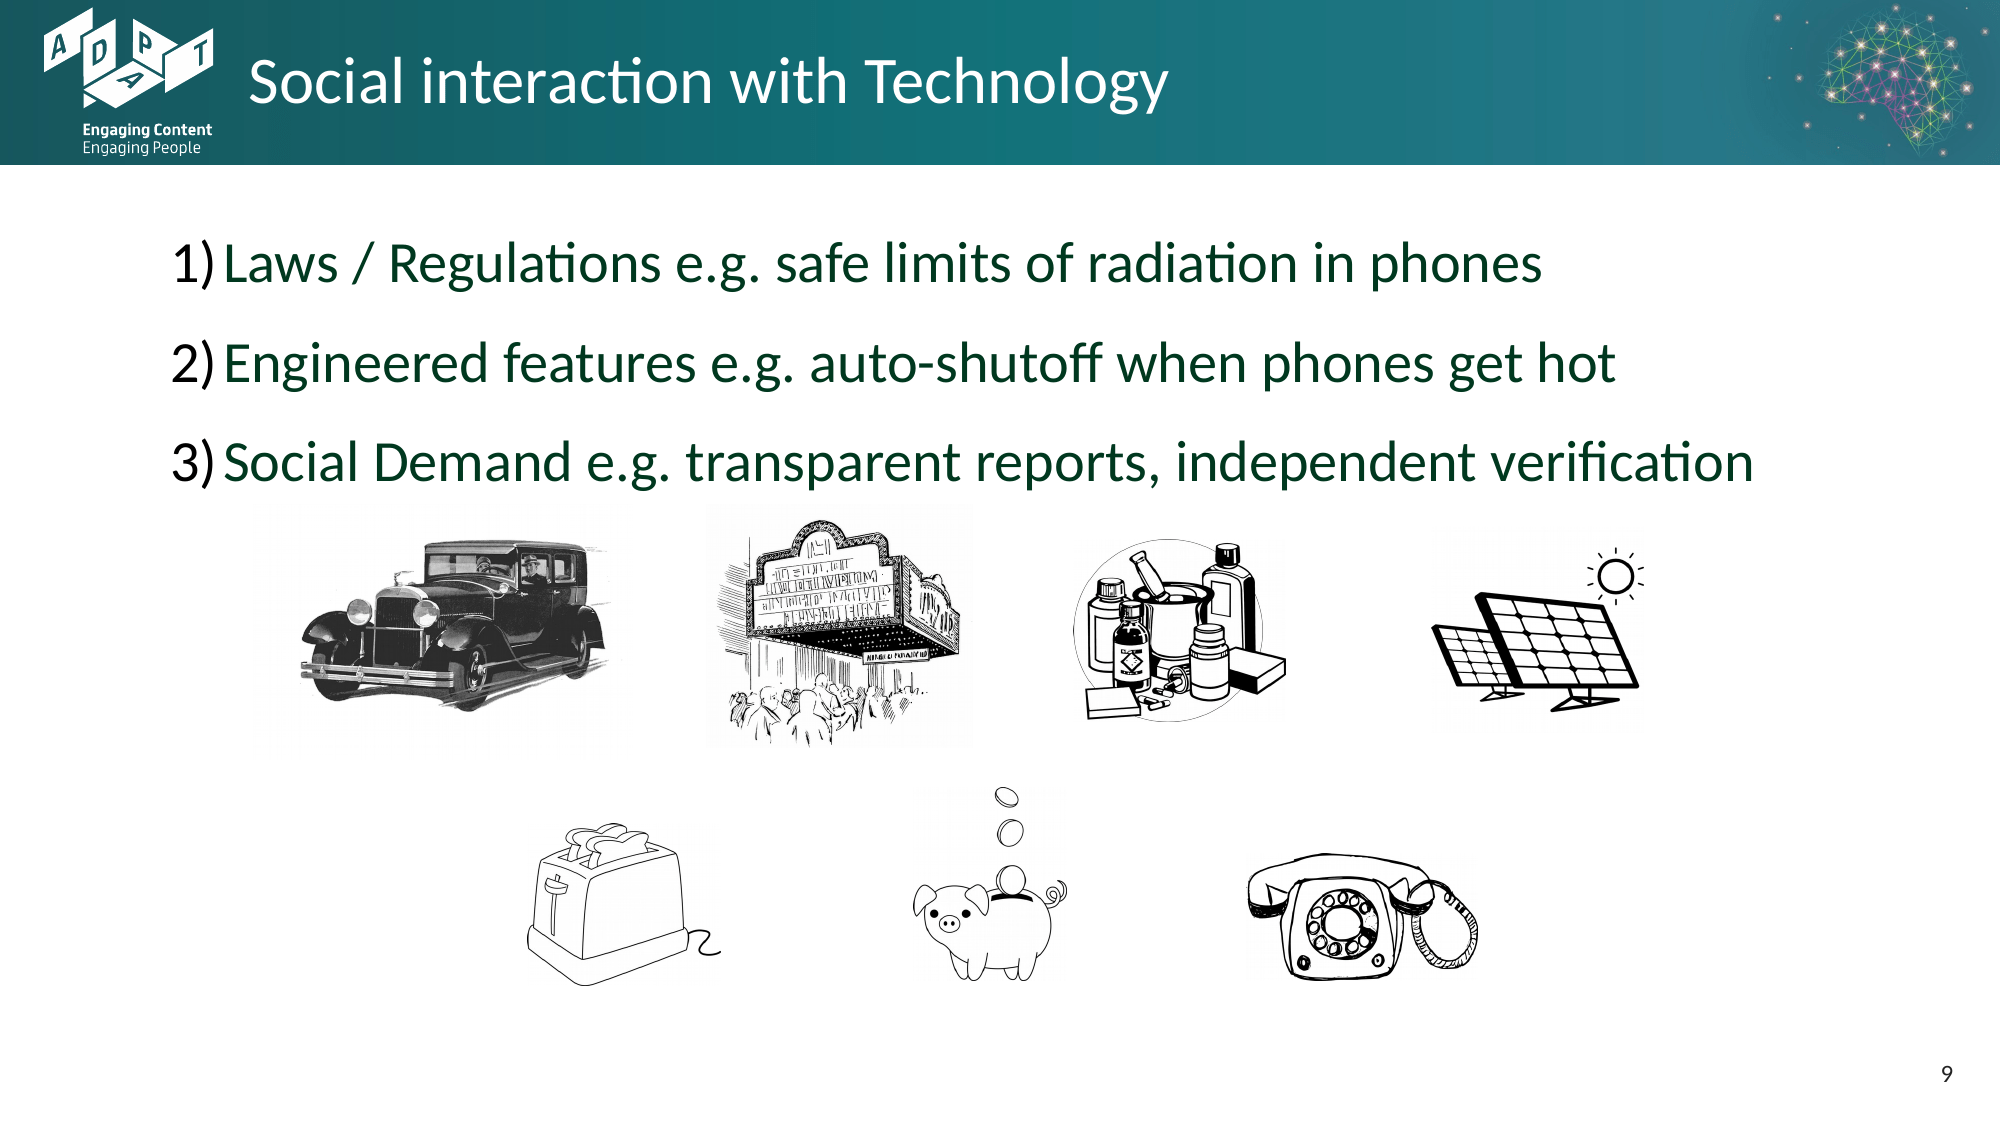 ADAPT
Engaging Content
Engaging People
Social interaction with Technology
1) Laws / Regulations e.g. safe limits of radiation in phones
2) Engineered features e.g. auto-shutoff when phones get hot
3) Social Demand e.g. transparent reports, independent verification
9